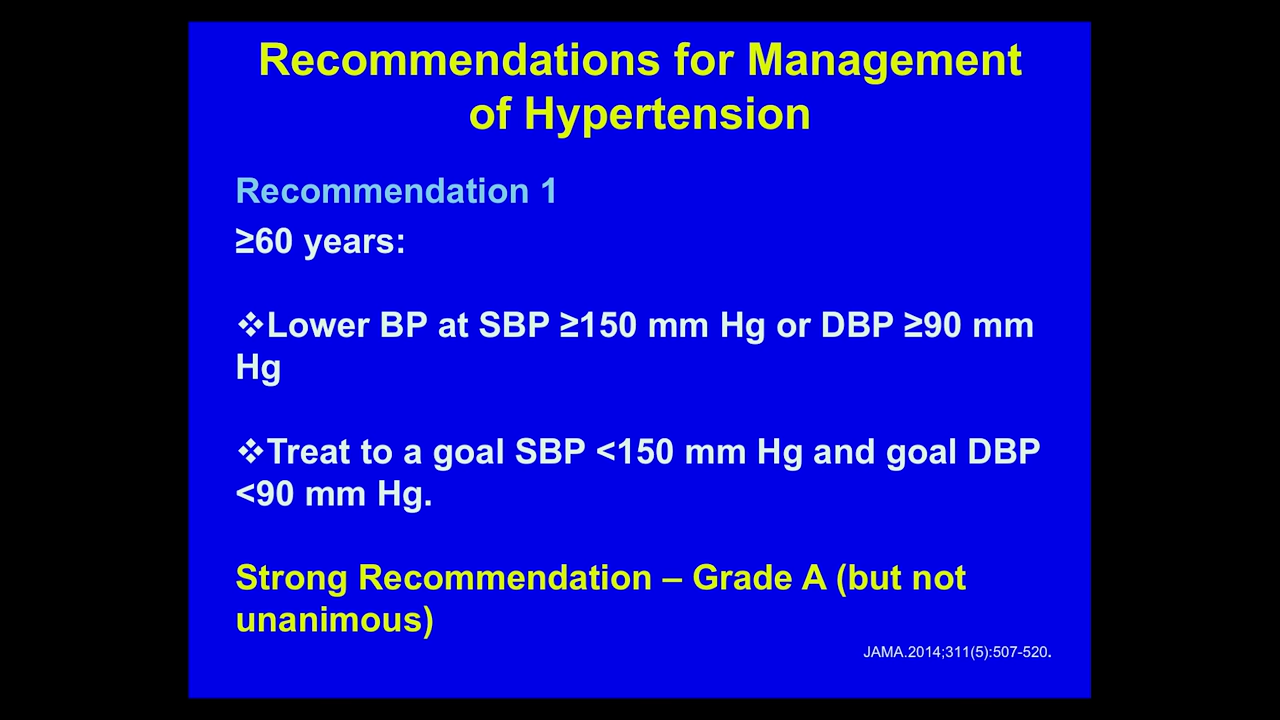 Recommendations for Management
of Hypertension
Recommendation 1
≥60 years:
❖Lower BP at SBP ≥150 mm Hg or DBP ≥90 mm
Hg
❖Treat to a goal SBP <150 mm Hg and goal DBP
<90 mm Hg.
Strong Recommendation – Grade A (but not
unanimous)
JAMA.2014;311(5):507-520.